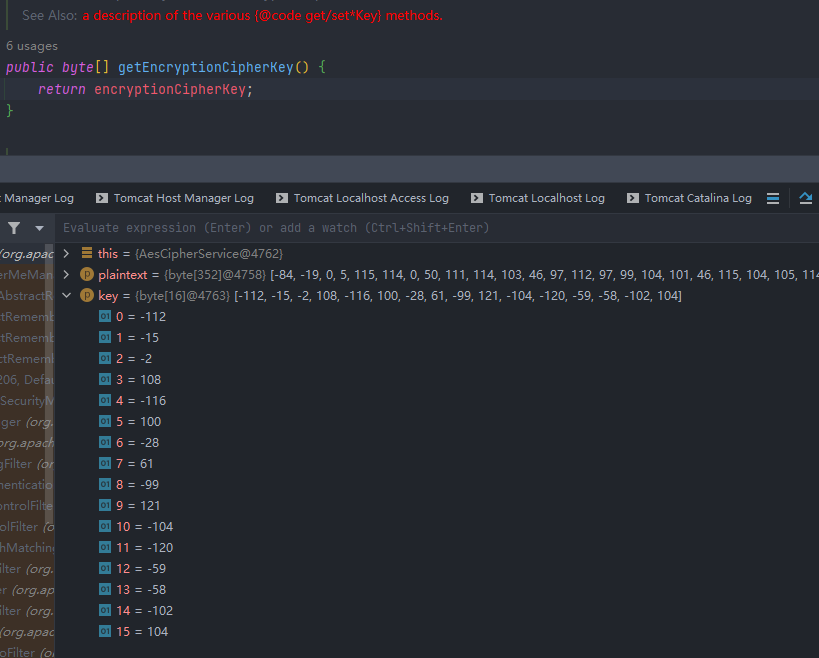 See Also: a description of the various {@code get/set*Key} methods.
6 usages
public byte[] getEncryptionCipherKey() {
return encryptionCipherKey;
}
Manager Log Tomcat Host Manager Log Tomcat Localhost Access Log Tomcat Localhost Log Tomcat Catalina Log
Evaluate expression (Enter) or add a watch (Ctrl+Shift+Enter)
(org.apac this = {AesCipherService@4762}
erMeMan plaintext = {byte[352]@4758} [-84, -19, 0, 5, 115, 114, 0, 50, 111, 114, 103, 46, 97, 112, 97, 99, 104, 101, 46, 115, 104, 105, 114
AbstractR key = {byte[16]@4763} [-112, -15, -2, 108, -116, 100, -28, 61, -99, 121, -104, -120, -59, -58, -102, 104]
ctRememb 0 = -112
ctRememb 1 = -15
ctRememb 2 = -2
206, Defau 3 = 108
SecurityM 4 = -116
ger (org. 5 = 100
org.apach 6 = -28
gFilter (or 7 = 61
nenticatio 8 = -99
ontrolFilte 9 = 121
olFilter (o 10 = -104
hMatching 11 = -120
ilter (org. 12 = -59
er (org.ap 13 = -58
ilter (org. 14 = -102
(org.apac 15 = 104
oFilter (o